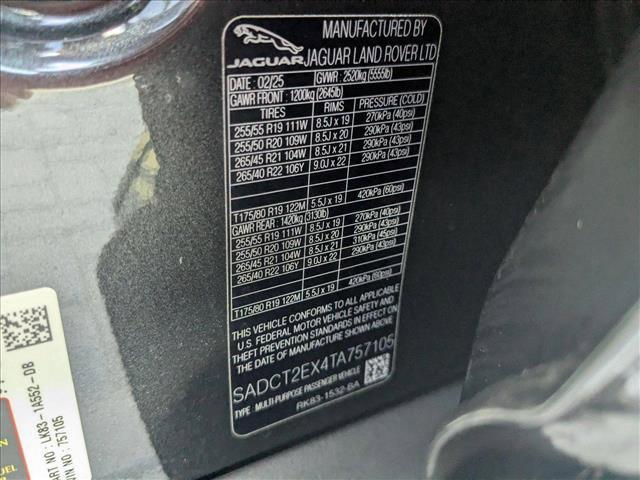 JAGUAR
MANUFACTURED BY
JAGUAR LAND ROVER LTD
DATE : 02/25 GVWR : 2520kg (5555lb)
GAWR FRONT : 1200kg (2645lb)
TIRES RIMS PRESSURE (COLD)
255/55 R19 111W 8.5J x 19 270kPa (40psi)
255/50 R20 109W 8.5J x 20 290kPa (43psi)
265/45 R21 104W 8.5J x 21 290kPa (43psi)
265/40 R22 106Y 9.0J x 22 290kPa (43psi)
T175/80 R19 122M 5.5J x 19 420kPa (60psi)
GAWR REAR : 1420kg (3130lb)
255/55 R19 111W 8.5J x 19 270kPa (40psi)
255/50 R20 109W 8.5J x 20 290kPa (43psi)
265/45 R21 104W 8.5J x 21 310kPa (45psi)
265/40 R22 106Y 9.0J x 22 290kPa (43psi)
T175/80 R19 122M 5.5J x 19 420kPa (60psi)
THIS VEHICLE CONFORMS TO ALL APPLICABLE
U.S. FEDERAL MOTOR VEHICLE SAFETY AND
THEFT PREVENTION STANDARDS IN EFFECT ON
THE DATE OF MANUFACTURE SHOWN ABOVE.
SADCT2EX4TA757105
TYPE : MULTI-PURPOSE PASSENGER VEHICLE
RK83-1532-BA
PART NO : LK83-1A552-DB
VIN NO : 757105